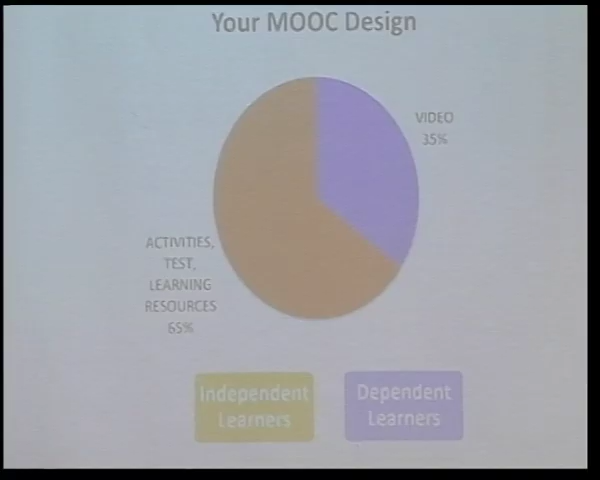 Your MOOC Design
VIDEO
35%
ACTIVITIES,
TEST,
LEARNING
RESOURCES
65%
Independent
Learners
Dependent
Learners